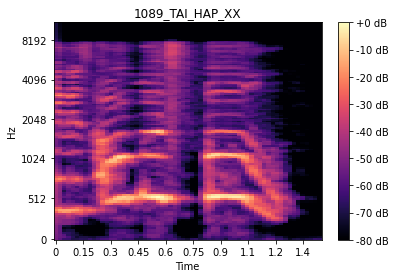 1089_TAI_HAP_XX
8192
4096
2048
1024
512
0
Hz
0
0.15
0.3
0.45
0.6
0.75
0.9
1.1
1.2
1.4
Time
+0 dB
-10 dB
-20 dB
-30 dB
-40 dB
-50 dB
-60 dB
-70 dB
-80 dB